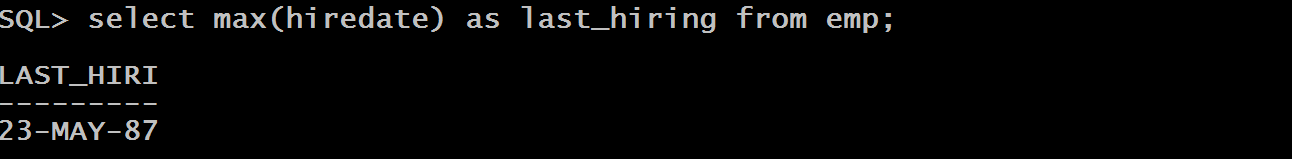 SQL> select max(hiredate) as last_hiring from emp;
LAST_HIRI
---------
23-MAY-87